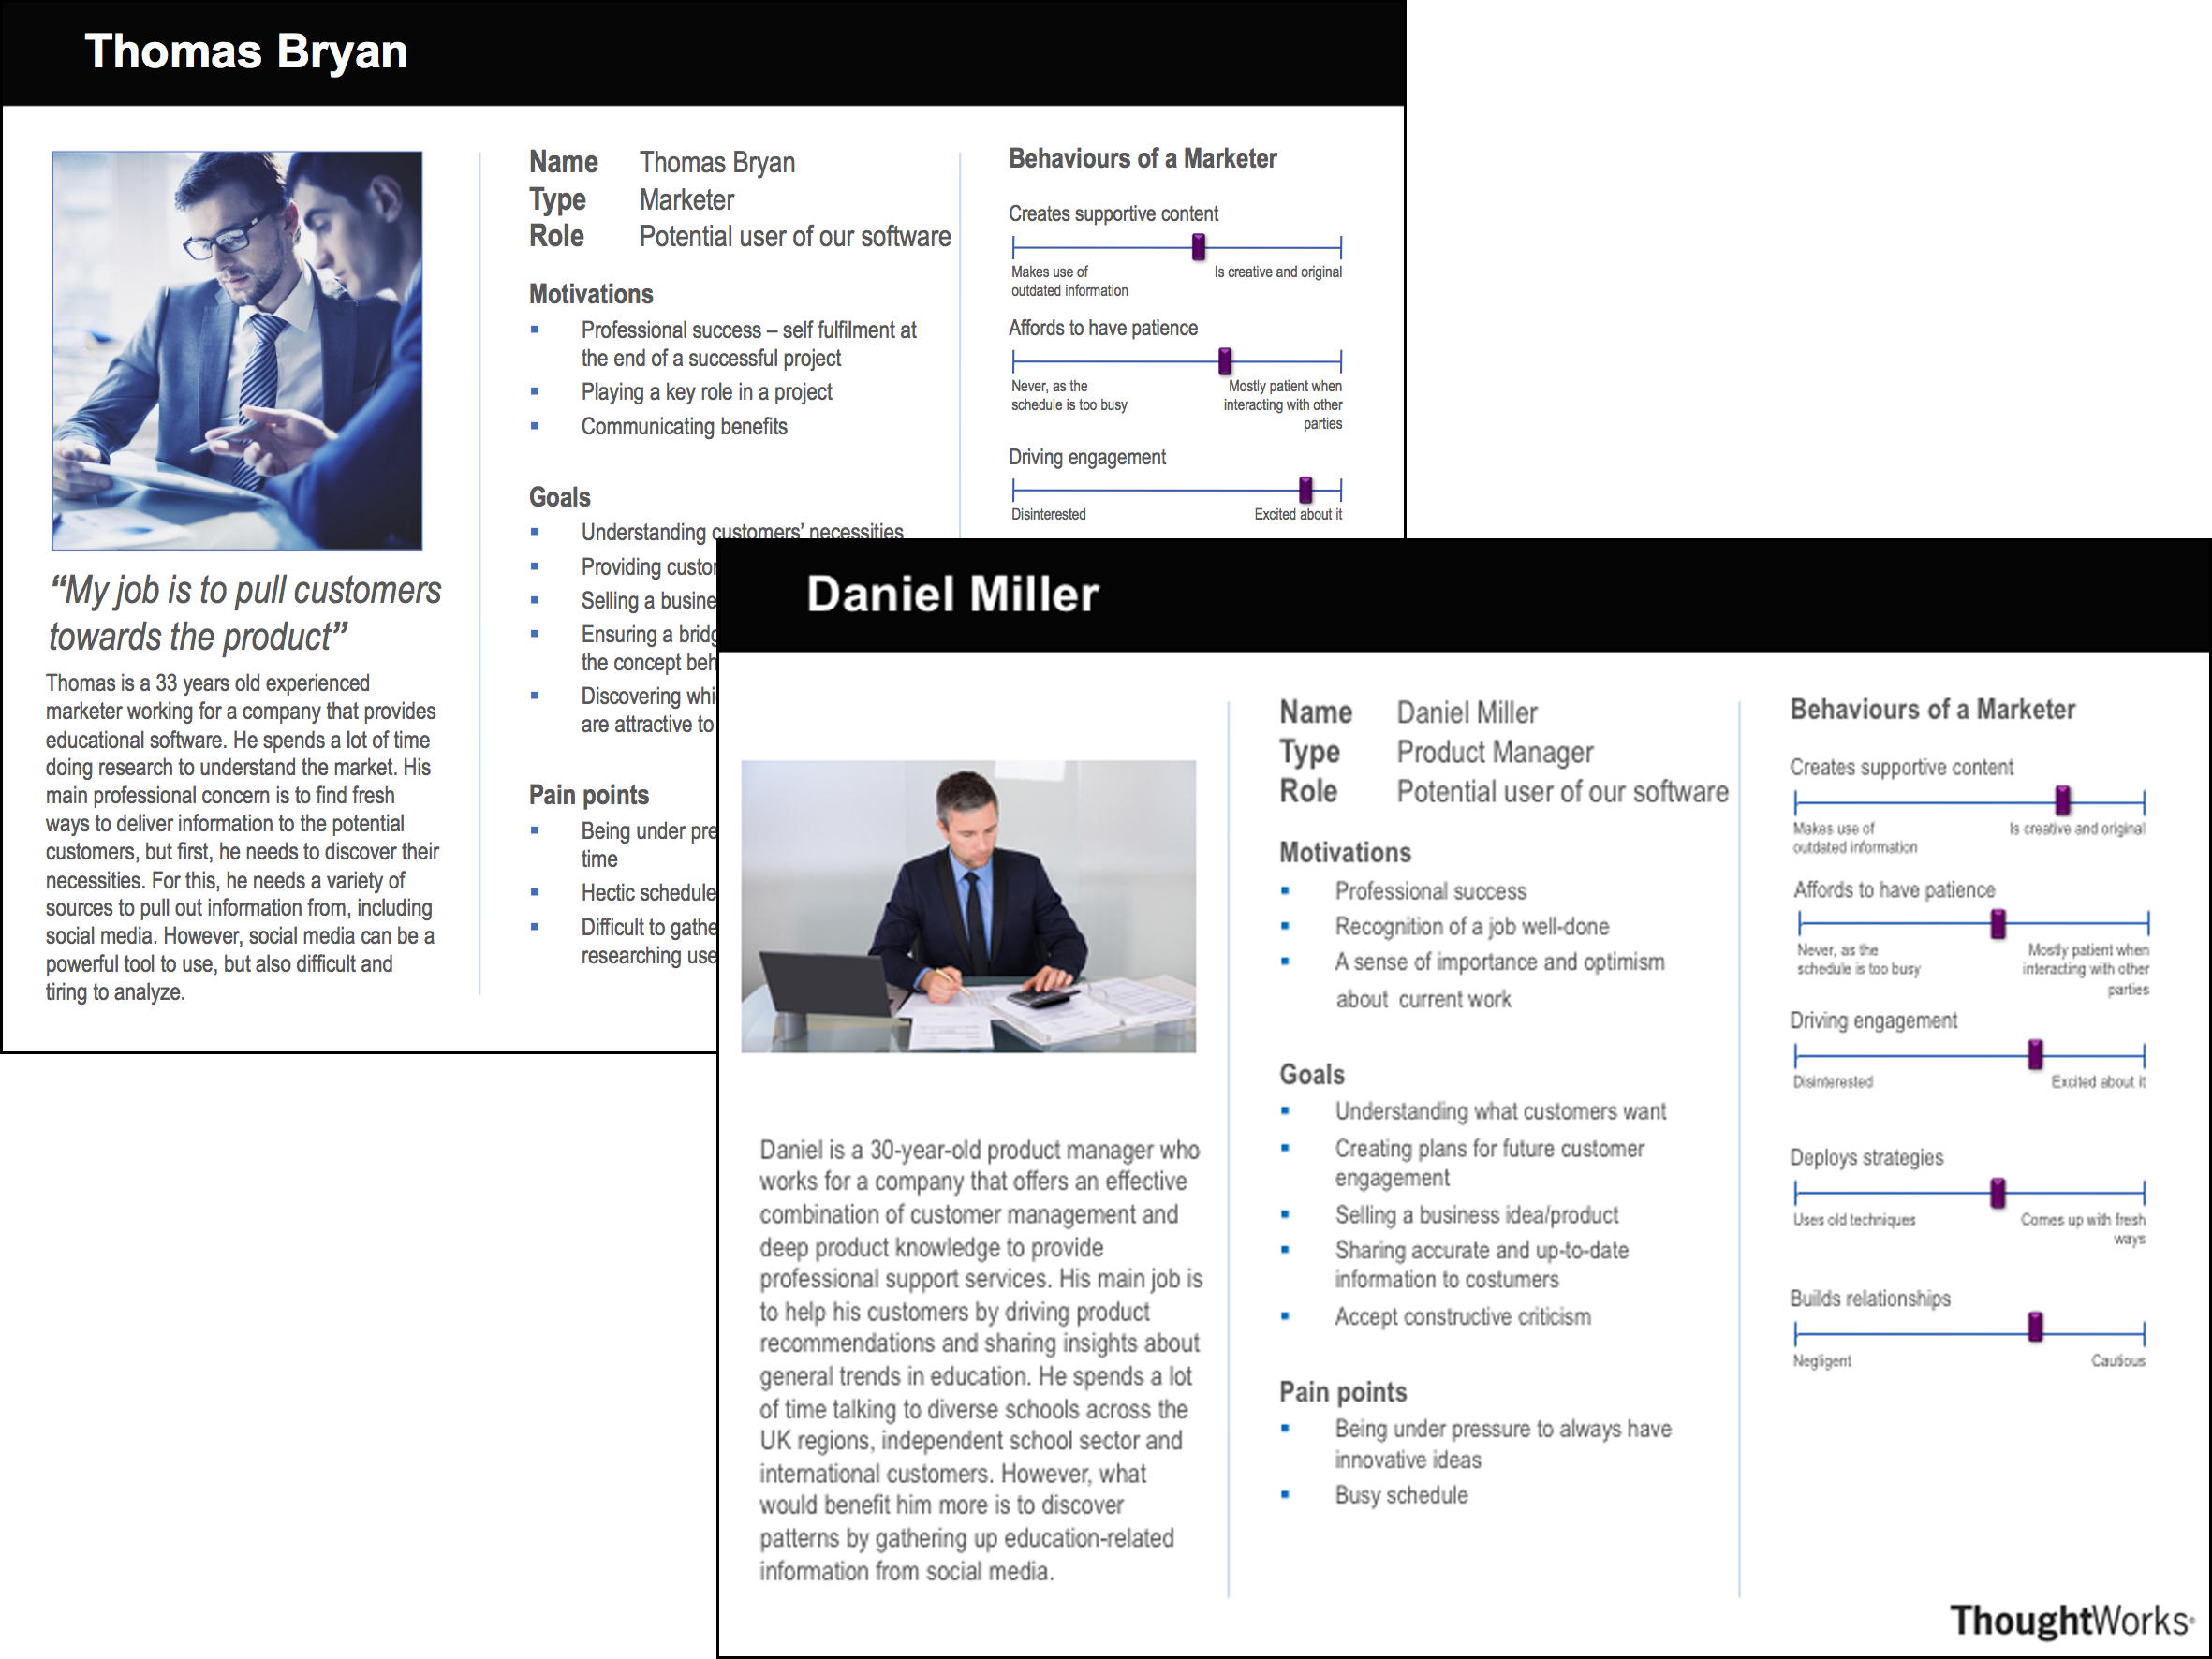 Thomas Bryan
“My job is to pull customers
towards the product”
Thomas is a 33 years old experienced
marketer working for a company that provides
educational software. He spends a lot of time
doing research to understand the market. His
main professional concern is to find fresh
ways to deliver information to the potential
customers, but first, he needs to discover their
necessities. For this, he needs a variety of
sources to pull out information from, including
social media. However, social media can be a
powerful tool to use, but also difficult and
tiring to analyze.
Name Thomas Bryan
Type Marketer
Role Potential user of our software
Motivations
Professional success – self fulfilment at
the end of a successful project
Playing a key role in a project
Communicating benefits
Goals
Understanding customers’ necessities
Providing
Selling a
Ensuring a
the concept
Discovering
are attractive to
Pain points
Being under
time
Hectic schedule
Difficult to
researching
Behaviours of a Marketer
Creates supportive content
Makes use of
outdated information
Is creative and original
Affords to have patience
Never, as the
schedule is too busy
Mostly patient when
interacting with other
parties
Driving engagement
Disinterested Excited about it
Daniel Miller
Daniel is a 30-year-old product manager who
works for a company that offers an effective
combination of customer management and
deep product knowledge to provide
professional support services. His main job is
to help his customers by driving product
recommendations and sharing insights about
general trends in education. He spends a lot
of time talking to diverse schools across the
UK regions, independent school sector and
international customers. However, what
would benefit him more is to discover
patterns by gathering up education-related
information from social media.
Name Daniel Miller
Type Product Manager
Role Potential user of our software
Motivations
Professional success
Recognition of a job well-done
A sense of importance and optimism
about current work
Goals
Understanding what customers want
Creating plans for future customer
engagement
Selling a business idea/product
Sharing accurate and up-to-date
information to costumers
Accept constructive criticism
Pain points
Being under pressure to always have
innovative ideas
Busy schedule
Behaviours of a Marketer
Creates supportive content
Makes use of
outdated information
Is creative and original
Affords to have patience
Never, as the
schedule is too busy
Mostly patient when
interacting with other
parties
Driving engagement
Disinterested Excited about it
Deploys strategies
Uses old techniques
Comes up with fresh
ways
Builds relationships
Negligent Cautious
ThoughtWorks®